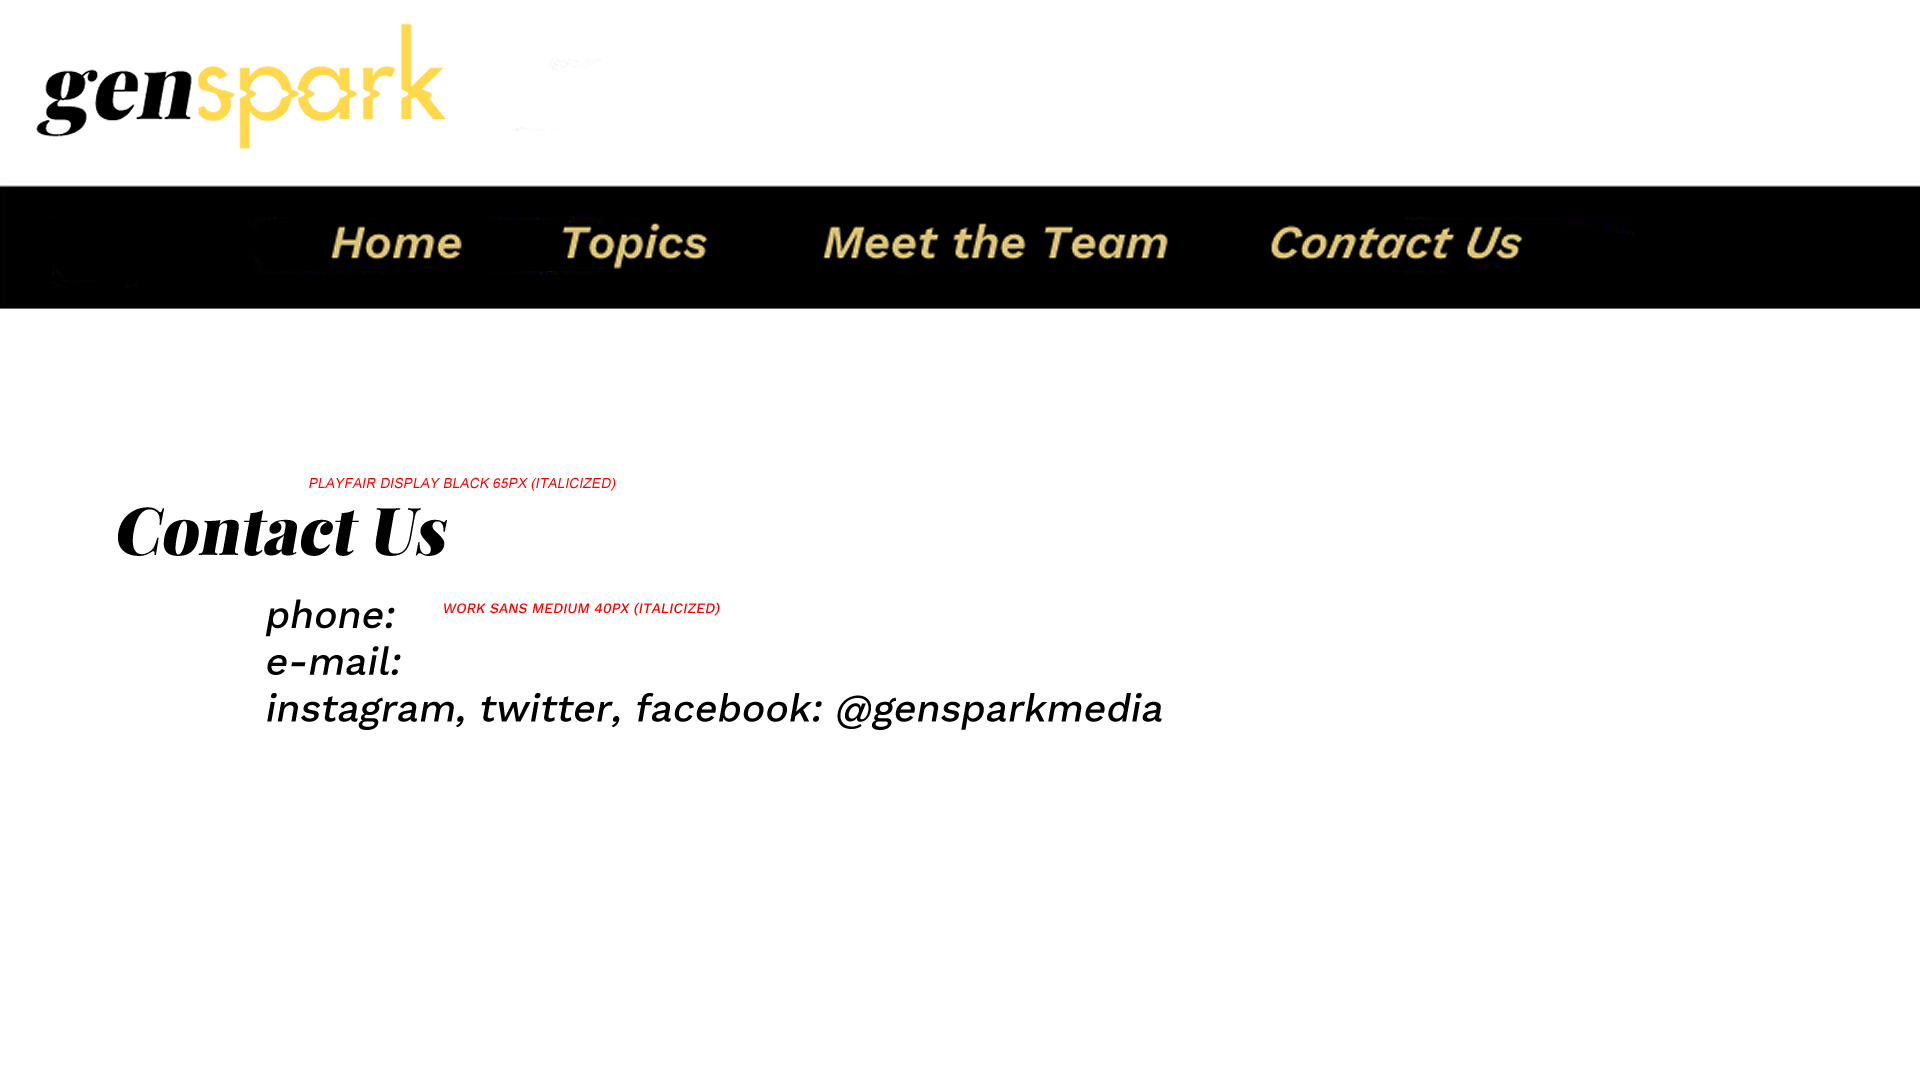 genspark
Home Topics Meet the Team Contact Us
PLAYFAIR DISPLAY BLACK 65PX (ITALICIZED)
Contact Us
phone: WORK SANS MEDIUM 40PX (ITALICIZED)
e-mail:
instagram, twitter, facebook: @gensparkmedia